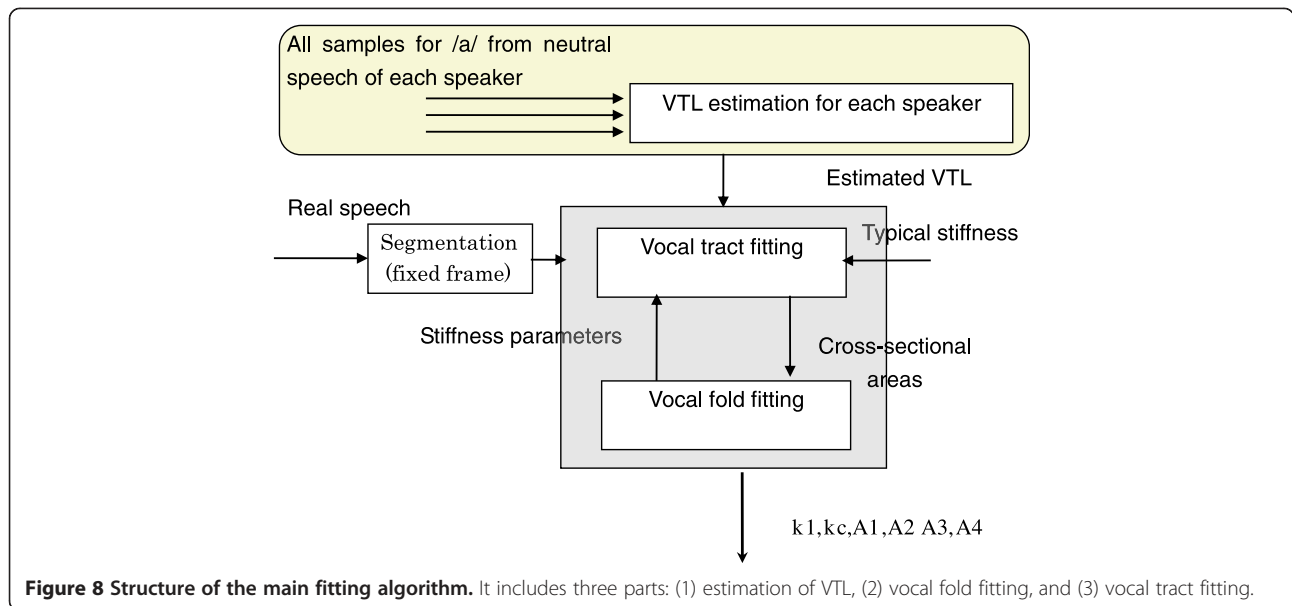 All samples for /a/ from neutral
speech of each speaker
VTL estimation for each speaker
Estimated VTL
Real speech
Segmentation
(fixed frame)
Vocal tract fitting
Typical stiffness
Stiffness parameters
Cross-sectional
areas
Vocal fold fitting
k1,kc,A1,A2 A3,A4
Figure 8 Structure of the main fitting algorithm. It includes three parts: (1) estimation of VTL, (2) vocal fold fitting, and (3) vocal tract fitting.